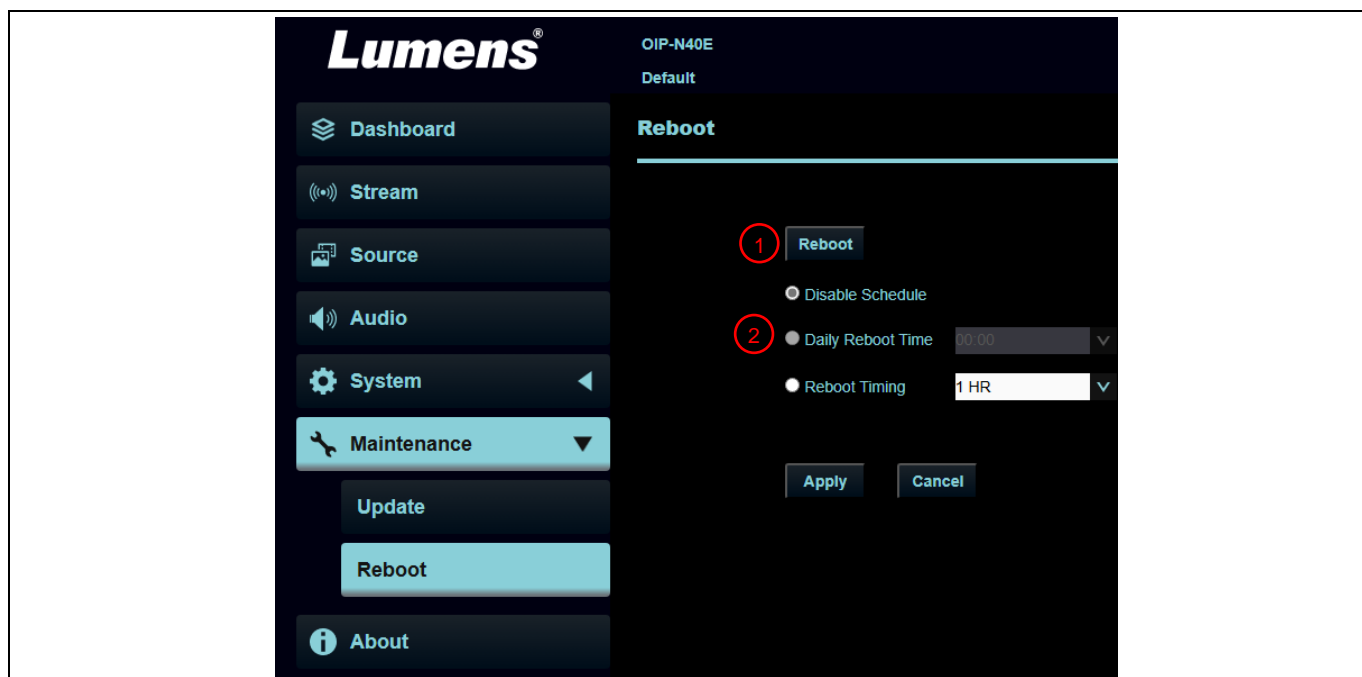 Lumens®
OIP-N40E
Default
Dashboard
Stream
Source
Audio
System
Maintenance
Update
Reboot
About
Reboot
1 Reboot
Disable Schedule
2 Daily Reboot Time 00:00
Reboot Timing 1 HR
Apply Cancel